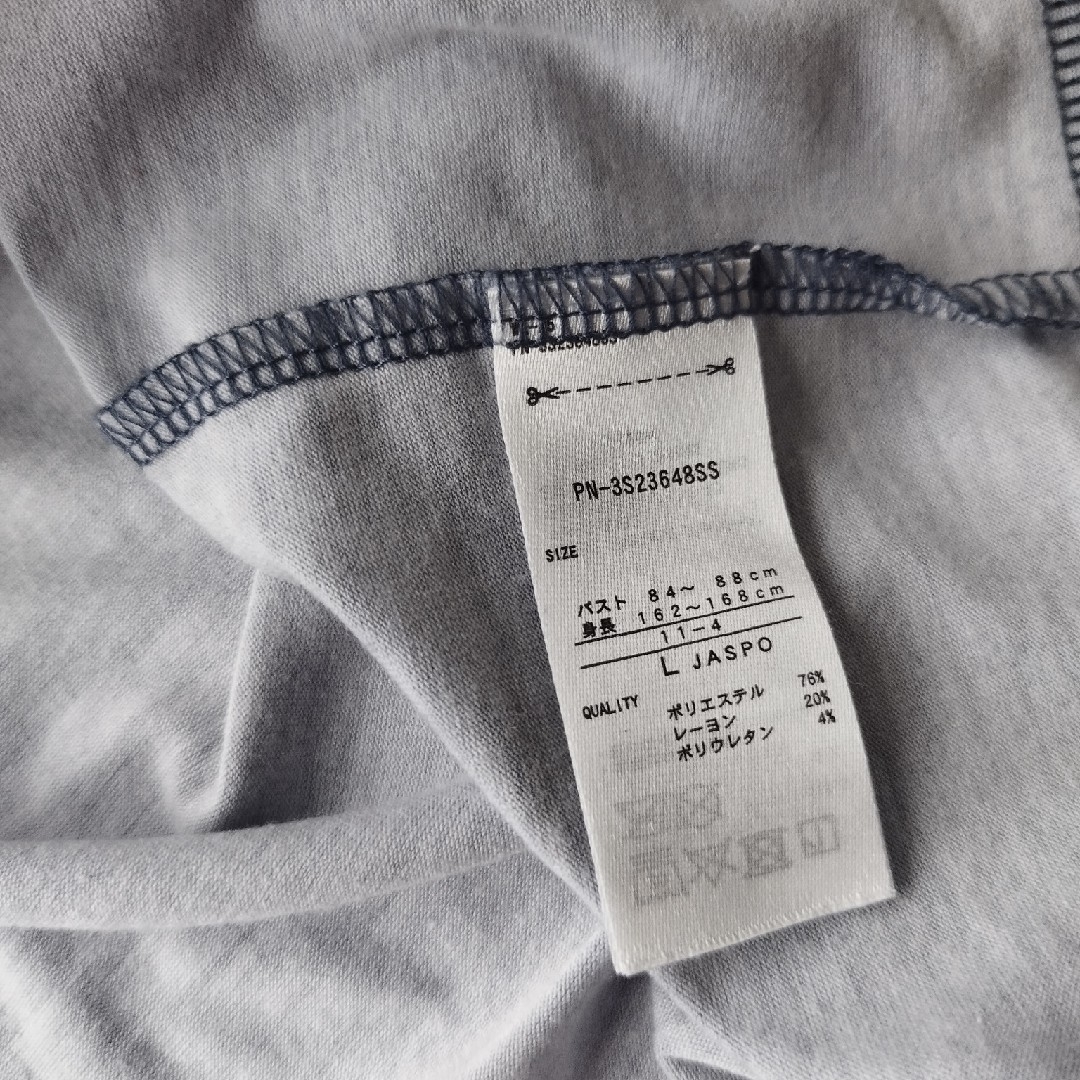 PN-3S23648SS
SIZE
バスト 84～ 88cm
身長 162～168cm
11-4
L JASPO
QUALITY ポリエステル 76%
レーヨン 20%
ポリウレタン 4%